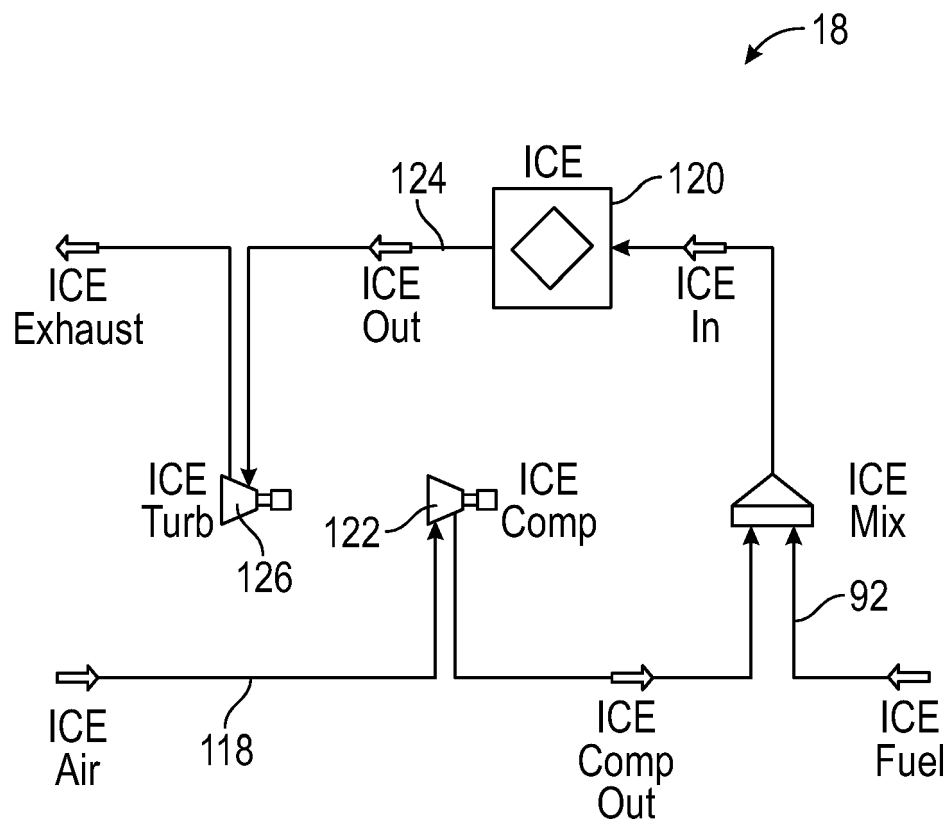 18
ICE
124
120
ICE
Exhaust
ICE
Out
ICE
In
ICE
Turb
126
122
ICE
Comp
ICE
Mix
92
ICE
Air
118
ICE
Comp
Out
ICE
Fuel